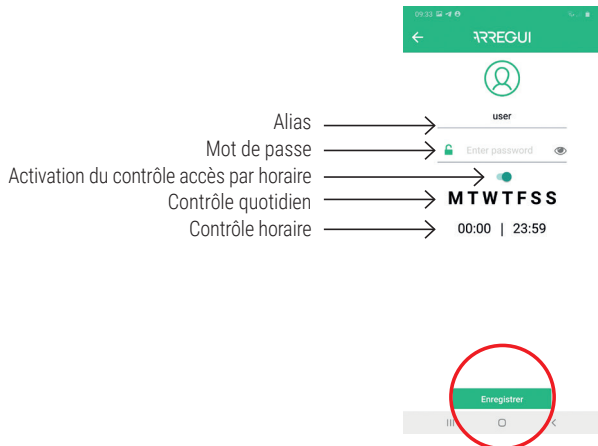 09:33
ARREGUI
user
Alias
Enter password
Mot de passe
Activation du contrôle accès par horaire
MTWTFSS
Contrôle quotidien
00:00 | 23:59
Contrôle horaire
Enregistrer